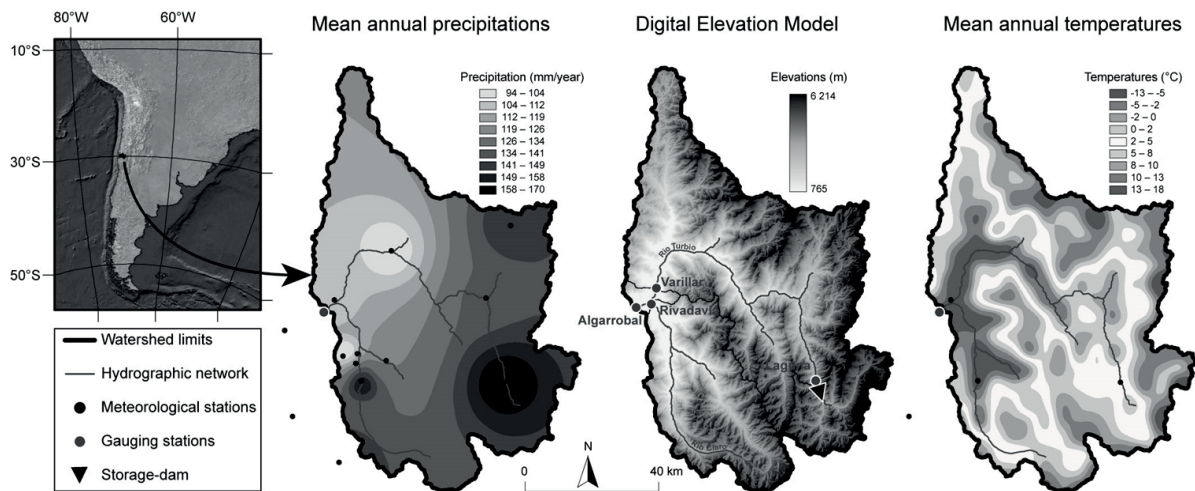 80°W
60°W
10°S
30°S
50°S
Watershed limits
Hydrographic network
Meteorological stations
Gauging stations
Storage-dam
Mean annual precipitations
Precipitation (mm/year)
94 – 104
104 – 112
112 – 119
119 – 126
126 – 134
134 – 141
141 – 149
149 – 158
158 – 170
Digital Elevation Model
Elevations (m)
6 214
765
Rio Turbio
Varillar
Rivadavi
Algarrobal
Rio Claro
N
0
40 km
Mean annual temperatures
Temperatures (°C)
-13 – -5
-5 – -2
-2 – 0
0 – 2
2 – 5
5 – 8
8 – 10
10 – 13
13 – 18